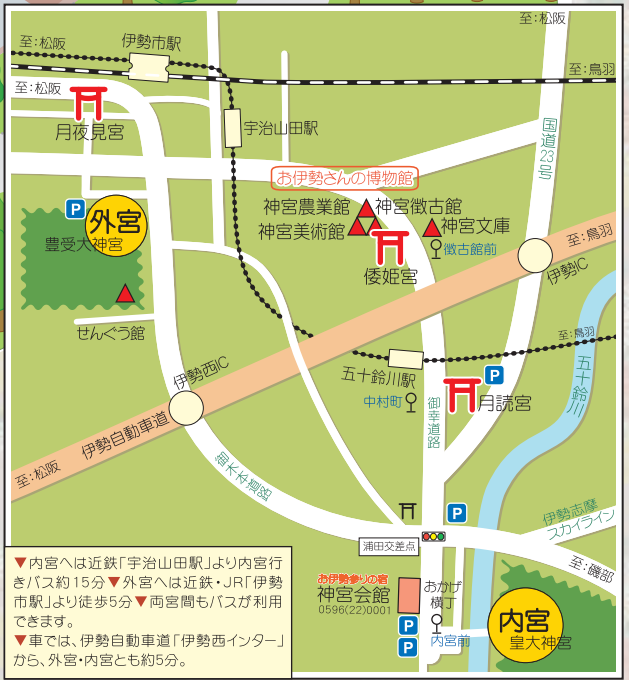 至:松阪
至:松阪
伊勢市駅
至:鳥羽
至:松阪
月夜見宮
宇治山田駅
国道23号
お伊勢さんの博物館
神宮農業館
神宮徴古館
神宮美術館
神宮文庫
徴古館前
倭姫宮
P
外宮
豊受大神宮
せんぐう館
至:鳥羽
伊勢IC
至:鳥羽
伊勢西IC
五十鈴川駅
五十鈴川
P
中村町
月読宮
御幸道路
伊勢自動車道
至:松阪
御木本道路
P
伊勢志摩
スカイライン
浦田交差点
至:磯部
お伊勢参りの宿
神宮会館
0596(22)0001
おかげ
横丁
P
P
内宮前
内宮
皇大神宮
▼内宮へは近鉄「宇治山田駅」より内宮行
きバス約15分▼外宮へは近鉄・JR「伊勢
市駅」より徒歩5分▼両宮間もバスが利用
できます。
▼車では、伊勢自動車道「伊勢西インター」
から、外宮・内宮とも約5分。